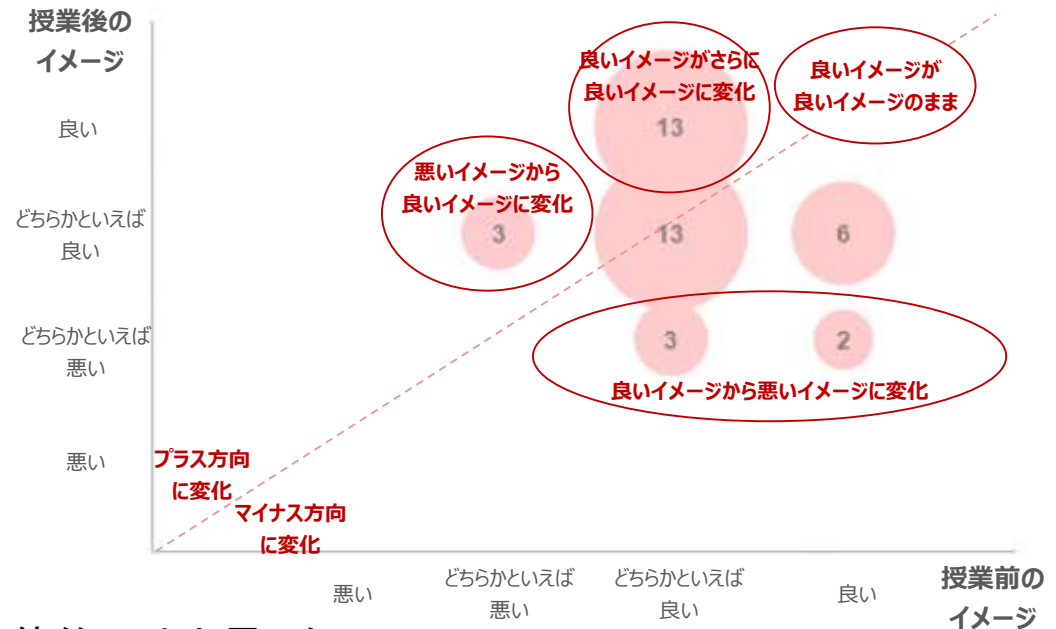 授業後の
イメージ
良いイメージがさらに
良いイメージに変化
良いイメージが
良いイメージのまま
良い
13
悪いイメージから
良いイメージに変化
どちらかといえば
良い
3
13
6
どちらかといえば
悪い
3
2
良いイメージから悪いイメージに変化
悪い
プラス方向
に変化
マイナス方向
に変化
悪い
どちらかといえば
悪い
どちらかといえば
良い
良い
授業前の
イメージ